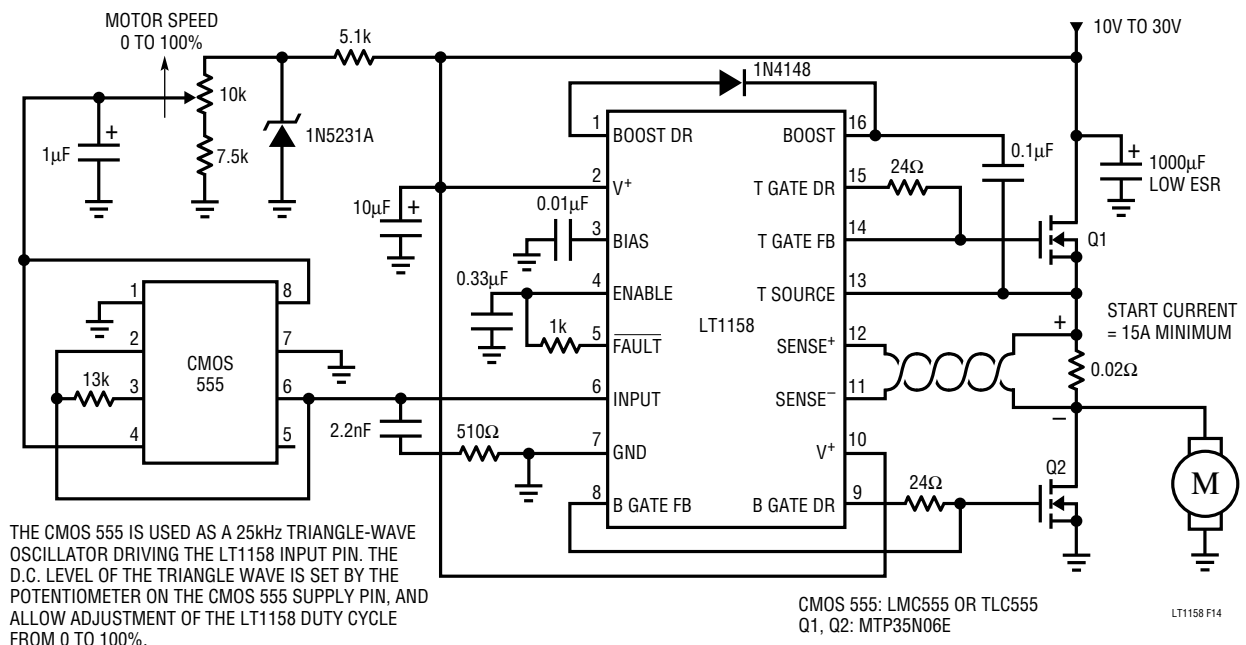 MOTOR SPEED
0 TO 100%
5.1k
10V TO 30V
1N4148
10k
1N5231A
+
1µF
7.5k
1
BOOST DR
BOOST
16
0.1µF
+
1000µF
LOW ESR
2
V+
T GATE DR
15
24Ω
10µF
+
0.01µF
3
BIAS
T GATE FB
14
Q1
0.33µF
4
ENABLE
T SOURCE
13
LT1158
1k
5
FAULT
SENSE+
12
+
START CURRENT
= 15A MINIMUM
0.02Ω
6
INPUT
SENSE–
11
–
1
8
2
7
CMOS
555
13k
3
6
4
5
2.2nF
510Ω
7
GND
V+
10
8
B GATE FB
B GATE DR
9
24Ω
Q2
M
THE CMOS 555 IS USED AS A 25kHz TRIANGLE-WAVE
OSCILLATOR DRIVING THE LT1158 INPUT PIN. THE
D.C. LEVEL OF THE TRIANGLE WAVE IS SET BY THE
POTENTIOMETER ON THE CMOS 555 SUPPLY PIN, AND
ALLOW ADJUSTMENT OF THE LT1158 DUTY CYCLE
FROM 0 TO 100%.
CMOS 555: LMC555 OR TLC555
Q1, Q2: MTP35N06E
LT1158 F14